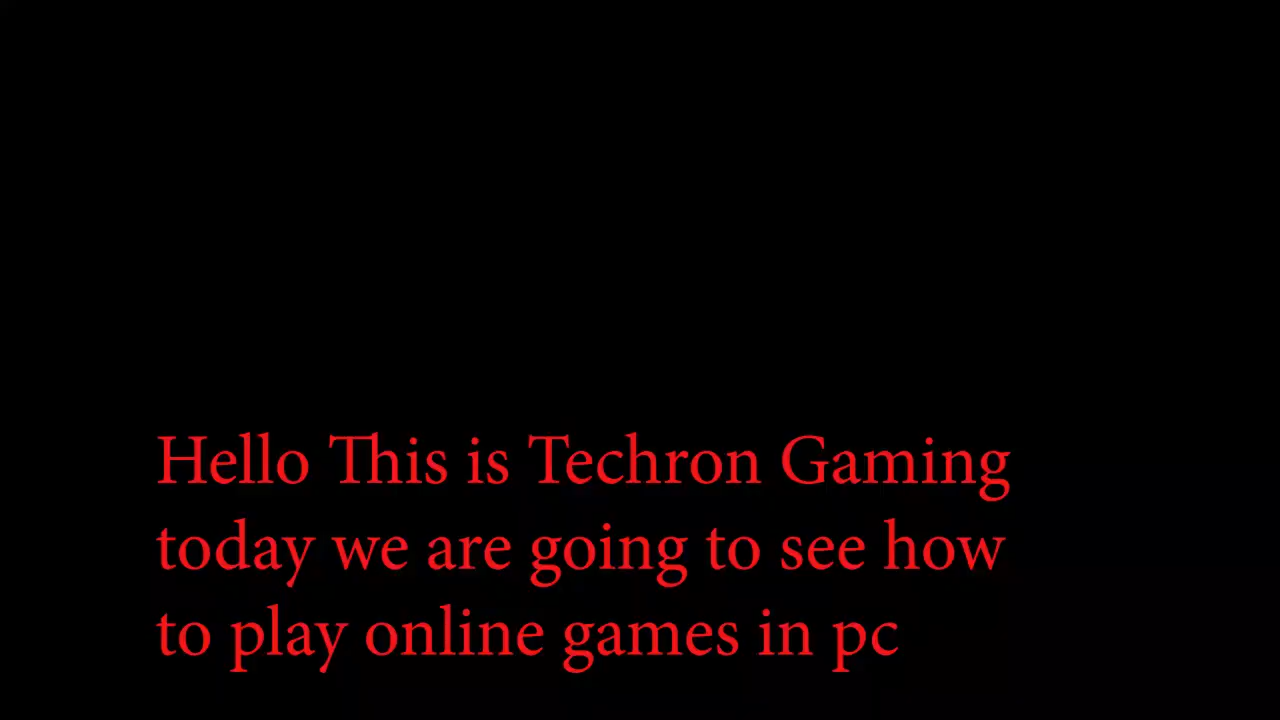 Hello This is Techron Gaming
today we are going to see how
to play online games in pc